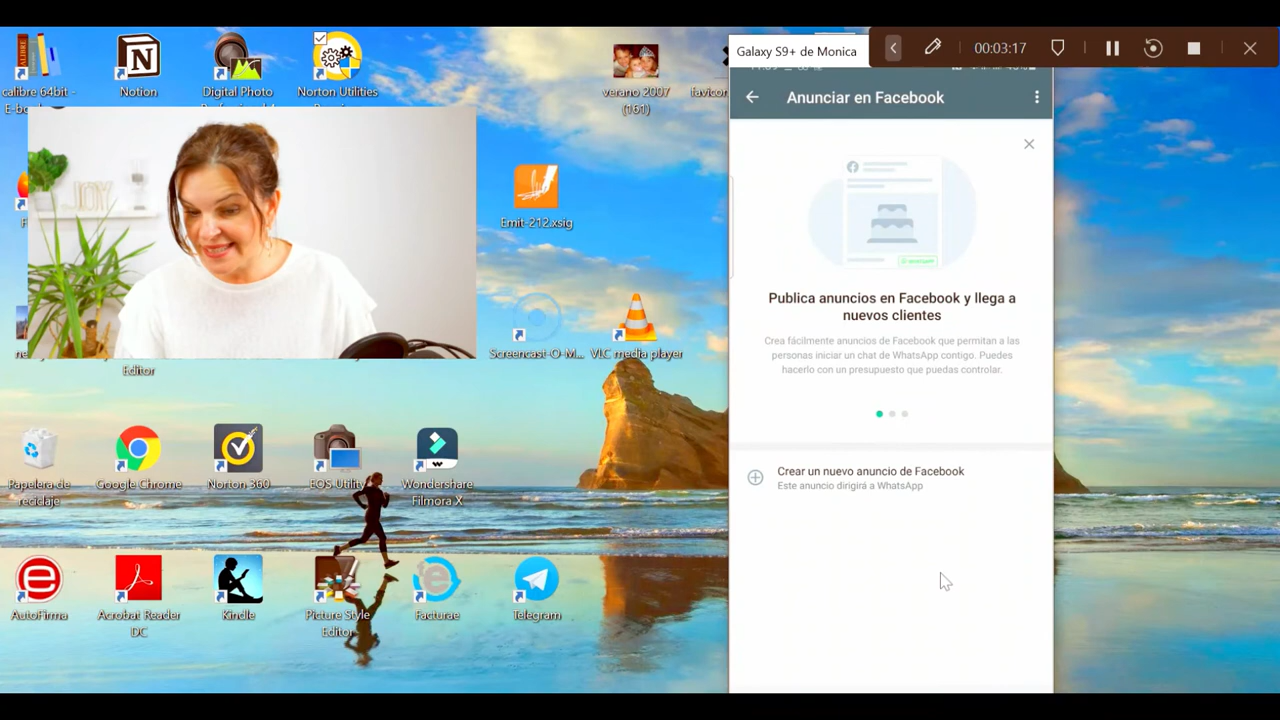 calibre 64bit -
E-bo
Notion
Digital Photo
Norton Utilities
verano 2007
(161)
favicon
Galaxy S9+ de Monica
00:03:17
Anunciar en Facebook
JOY
Emit-212.xsig
Screencast-O-M...
VLC media player
Editor
Publica anuncios en Facebook y llega a
nuevos clientes
Crea fácilmente anuncios de Facebook que permitan a las
personas iniciar un chat de WhatsApp contigo. Puedes
hacerlo con un presupuesto que puedas controlar.
Papelera de
reciclaje
Google Chrome
Norton 360
EOS Utility
Wondershare
Filmora X
Crear un nuevo anuncio de Facebook
Este anuncio dirigirá a WhatsApp
AutoFirma
Acrobat Reader
DC
Kindle
Picture Style
Editor
Facturae
Telegram